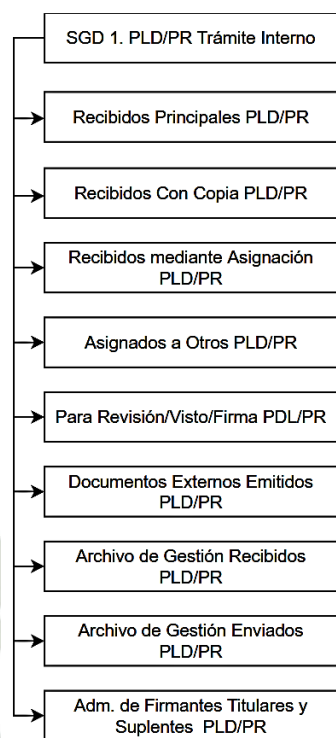 SGD 1. PLD/PR Trámite Interno
Recibidos Principales PLD/PR
Recibidos Con Copia PLD/PR
Recibidos mediante Asignación
PLD/PR
Asignados a Otros PLD/PR
Para Revisión/Visto/Firma PDL/PR
Documentos Externos Emitidos
PLD/PR
Archivo de Gestión Recibidos
PLD/PR
Archivo de Gestión Enviados
PLD/PR
Adm. de Firmantes Titulares y
Suplentes PLD/PR